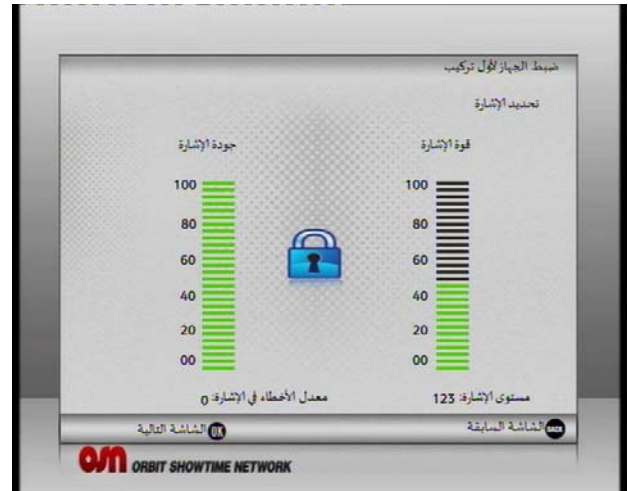 ضبط الجهاز لأول تركيب
تحديد الإشارة
قوة الإشارة
جودة الإشارة
100
100
80
80
60
60
40
40
20
20
00
00
مستوى الإشارة: 123
معدل الأخطاء في الإشارة: 0
BACK الشاشة السابقة
OK الشاشة التالية
OSN ORBIT SHOWTIME NETWORK